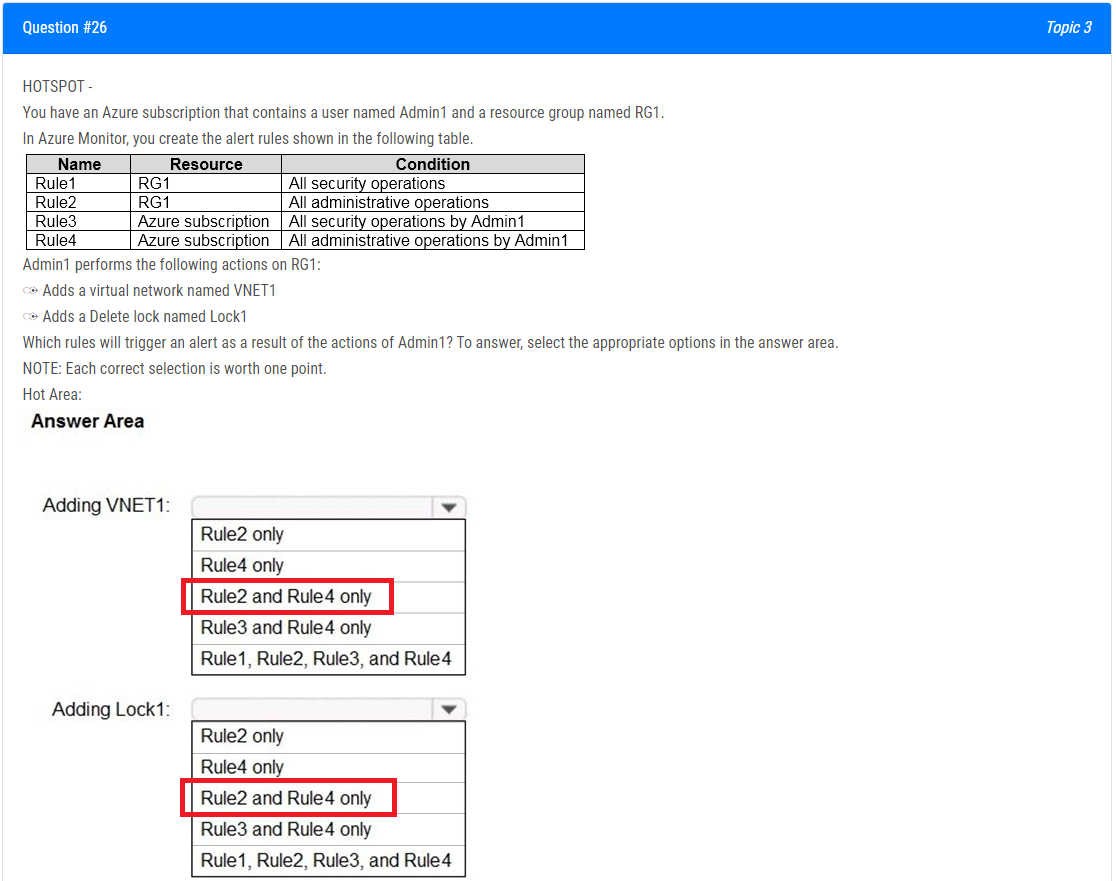 Question #26
Topic 3
HOTSPOT -
You have an Azure subscription that contains a user named Admin1 and a resource group named RG1.
In Azure Monitor, you create the alert rules shown in the following table.
Name Resource Condition
Rule1 RG1 All security operations
Rule2 RG1 All administrative operations
Rule3 Azure subscription All security operations by Admin1
Rule4 Azure subscription All administrative operations by Admin1
Admin1 performs the following actions on RG1:
Adds a virtual network named VNET1
Adds a Delete lock named Lock1
Which rules will trigger an alert as a result of the actions of Admin1? To answer, select the appropriate options in the answer area.
NOTE: Each correct selection is worth one point.
Hot Area:
Answer Area
Adding VNET1:
Rule2 only
Rule4 only
Rule2 and Rule4 only
Rule3 and Rule4 only
Rule1, Rule2, Rule3, and Rule4
Adding Lock1:
Rule2 only
Rule4 only
Rule2 and Rule4 only
Rule3 and Rule4 only
Rule1, Rule2, Rule3, and Rule4